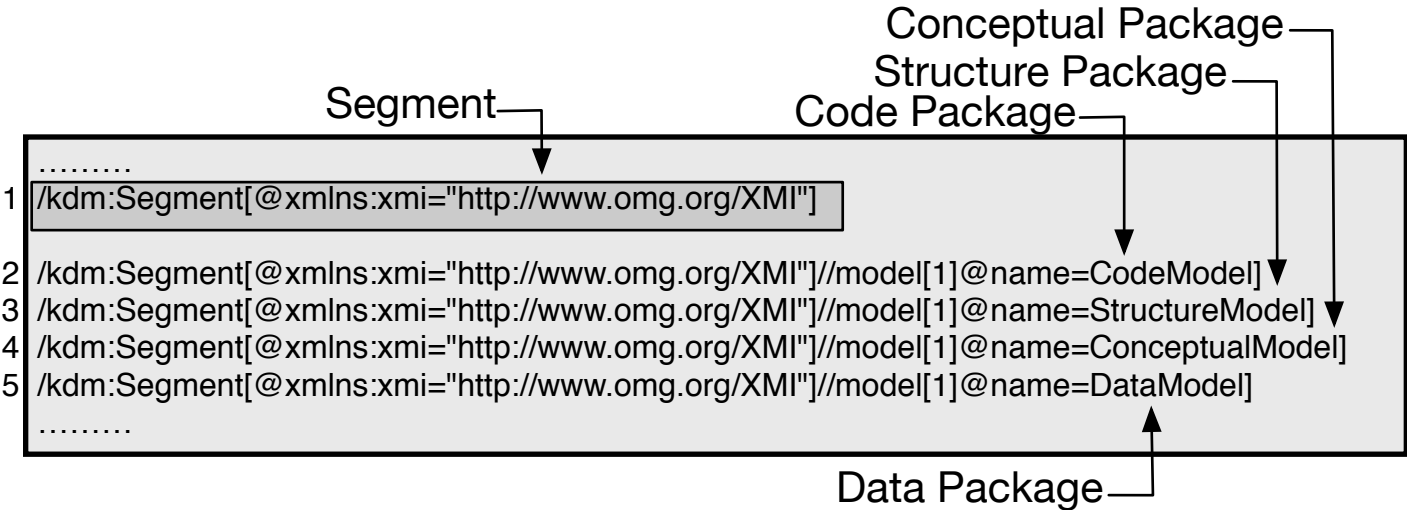 Conceptual Package
Structure Package
Segment
Code Package
………
1 /kdm:Segment[@xmlns:xmi="http://www.omg.org/XMI"]
2 /kdm:Segment[@xmlns:xmi="http://www.omg.org/XMI"]//model[1]@name=CodeModel]
3 /kdm:Segment[@xmlns:xmi="http://www.omg.org/XMI"]//model[1]@name=StructureModel]
4 /kdm:Segment[@xmlns:xmi="http://www.omg.org/XMI"]//model[1]@name=ConceptualModel]
5 /kdm:Segment[@xmlns:xmi="http://www.omg.org/XMI"]//model[1]@name=DataModel]
………
Data Package